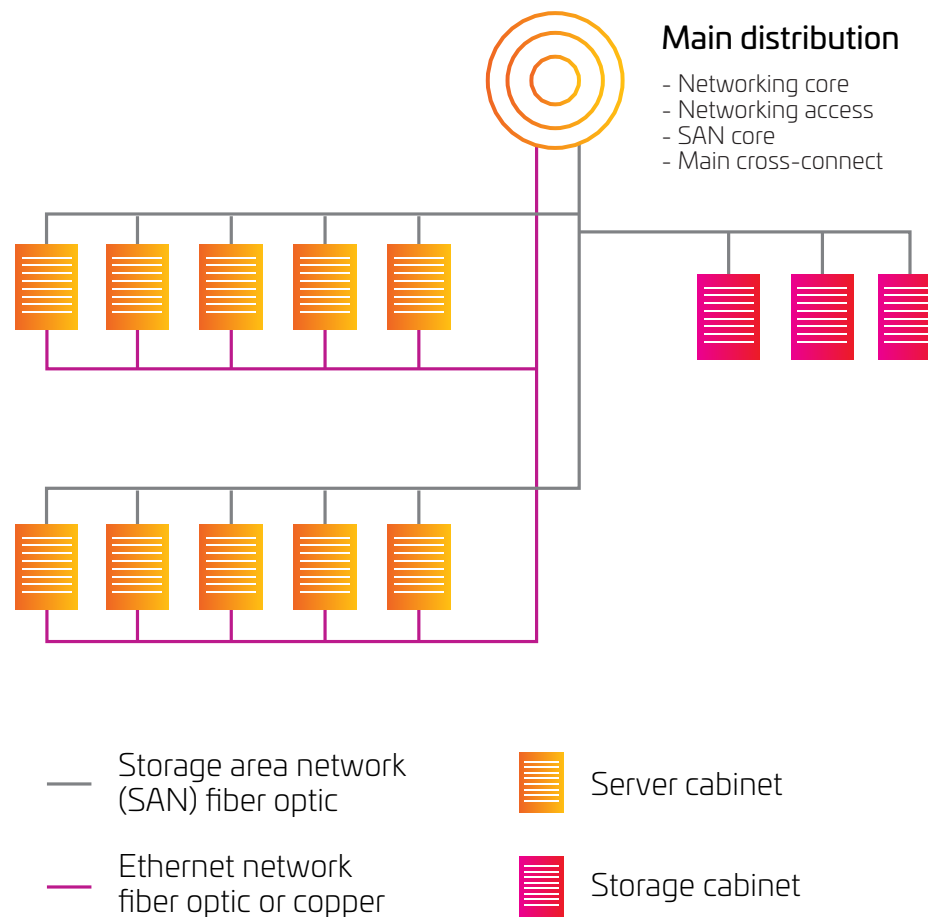 Main distribution
- Networking core
- Networking access
- SAN core
- Main cross-connect
Storage area network
(SAN) fiber optic
Server cabinet
Ethernet network
fiber optic or copper
Storage cabinet